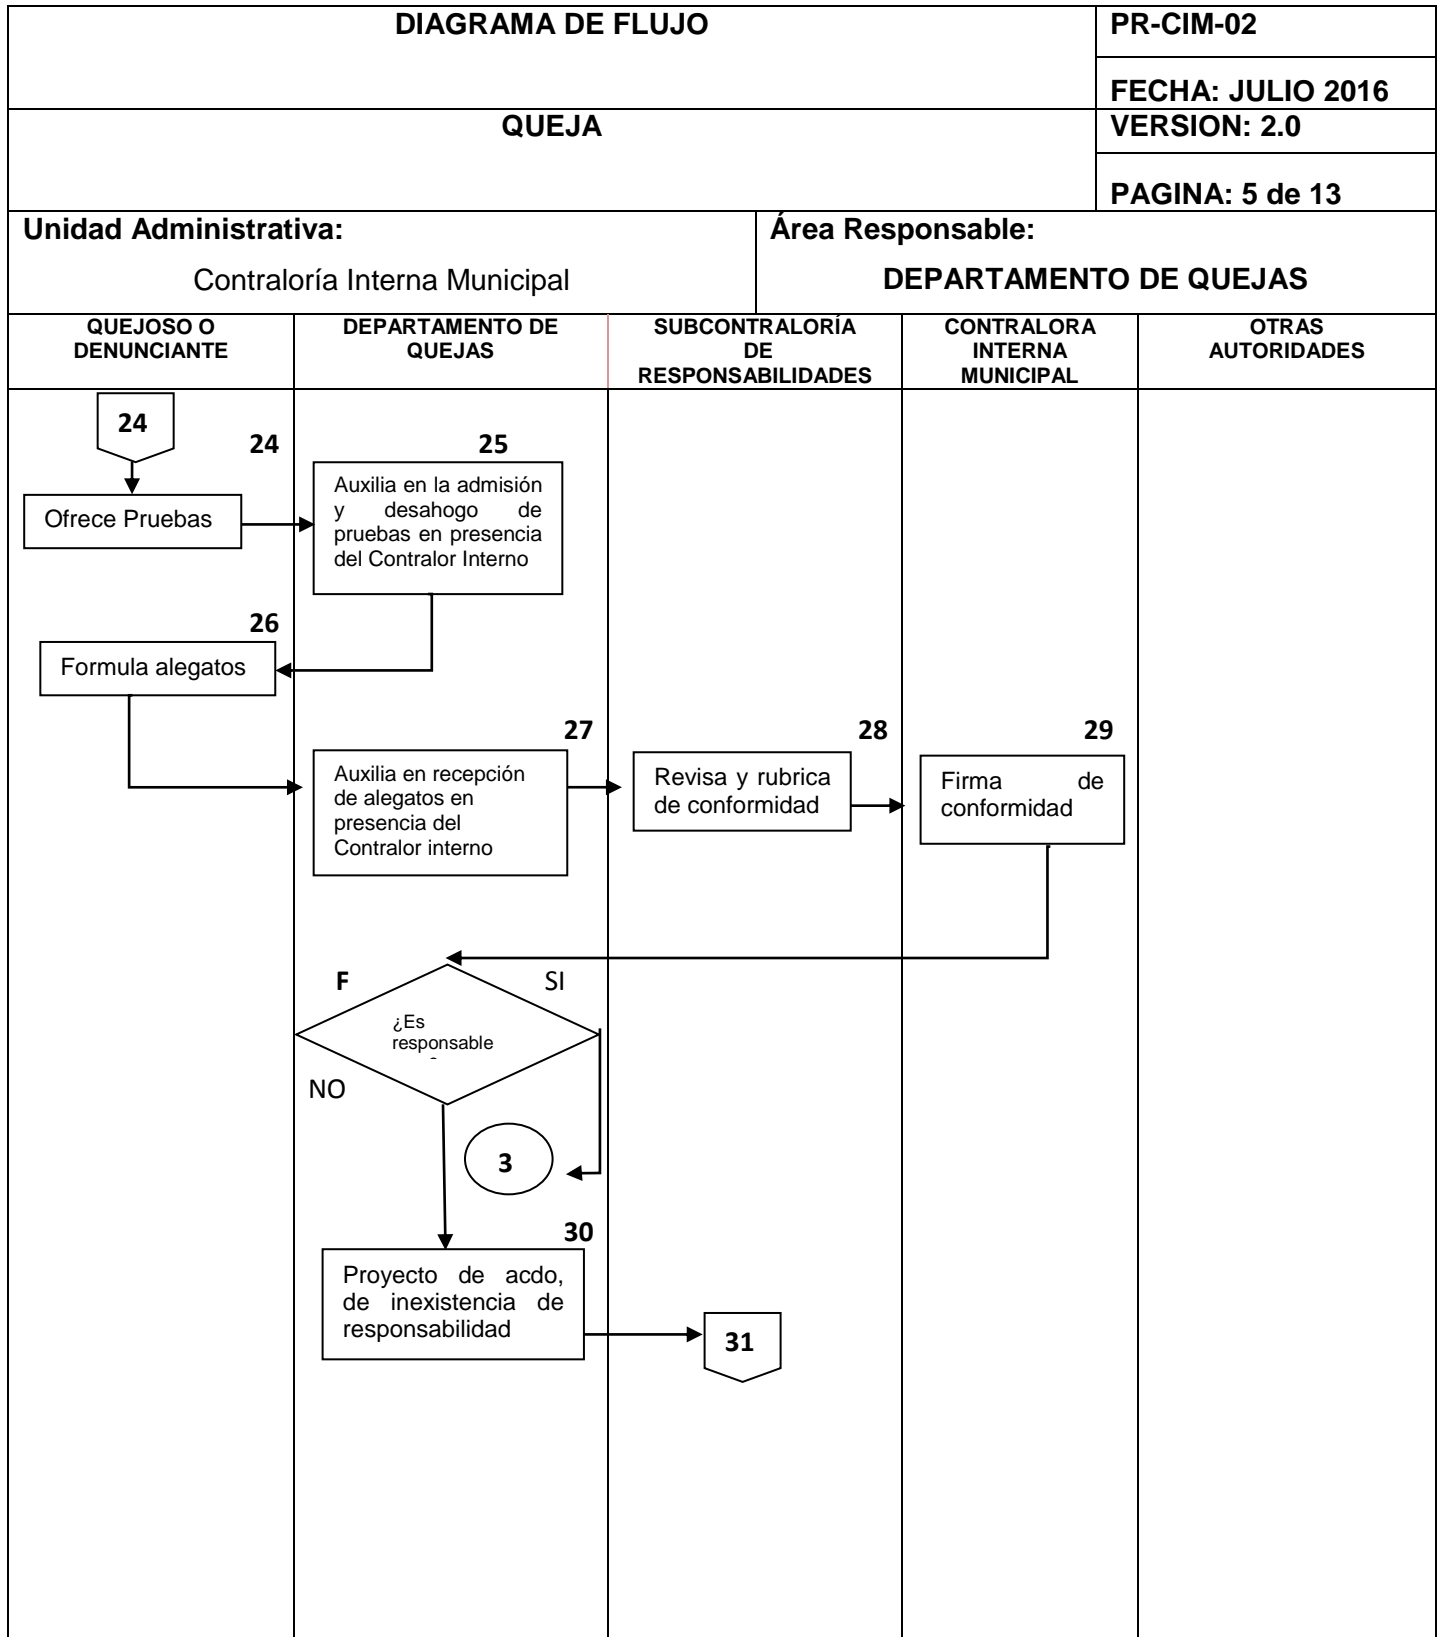 DIAGRAMA DE FLUJO
PR-CIM-02
FECHA: JULIO 2016
QUEJA
VERSION: 2.0
PAGINA: 5 de 13
Unidad Administrativa:
Contraloría Interna Municipal
Área Responsable:
DEPARTAMENTO DE QUEJAS
QUEJOSO O
DENUNCIANTE
DEPARTAMENTO DE
QUEJAS
SUBCONTRALORÍA
DE
RESPONSABILIDADES
CONTRALORA
INTERNA
MUNICIPAL
OTRAS
AUTORIDADES
24
24
Ofrece Pruebas
25
Auxilia en la admisión
y desahogo de
pruebas en presencia
del Contralor Interno
26
Formula alegatos
27
Auxilia en recepción
de alegatos en
presencia del
Contralor interno
28
Revisa y rubrica
de conformidad
29
Firma de
conformidad
F
SI
¿Es
responsable
NO
3
30
Proyecto de acdo,
de inexistencia de
responsabilidad
31